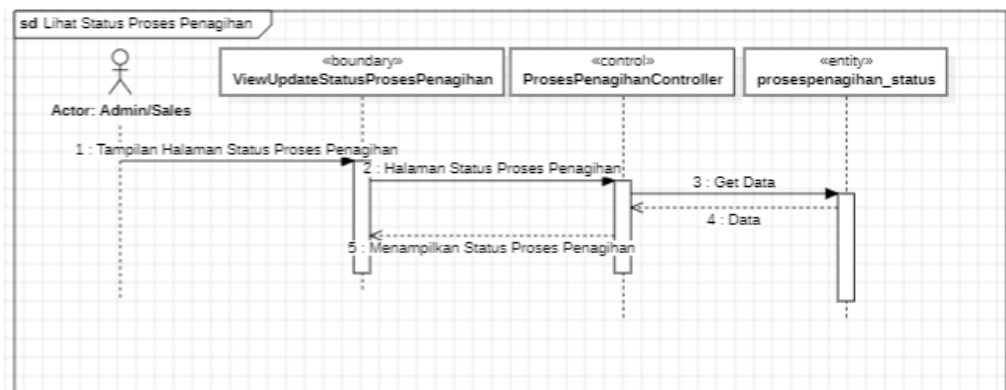 sd Lihat Status Proses Penagihan
Actor: Admin/Sales
«boundary»
ViewUpdateStatusProsesPenagihan
«control»
ProsesPenagihanController
«entity»
prosespenagihan_status
1 : Tampilan Halaman Status Proses Penagihan
2 : Halaman Status Proses Penagihan
3 : Get Data
4 : Data
5 : Menampilkan Status Proses Penagihan